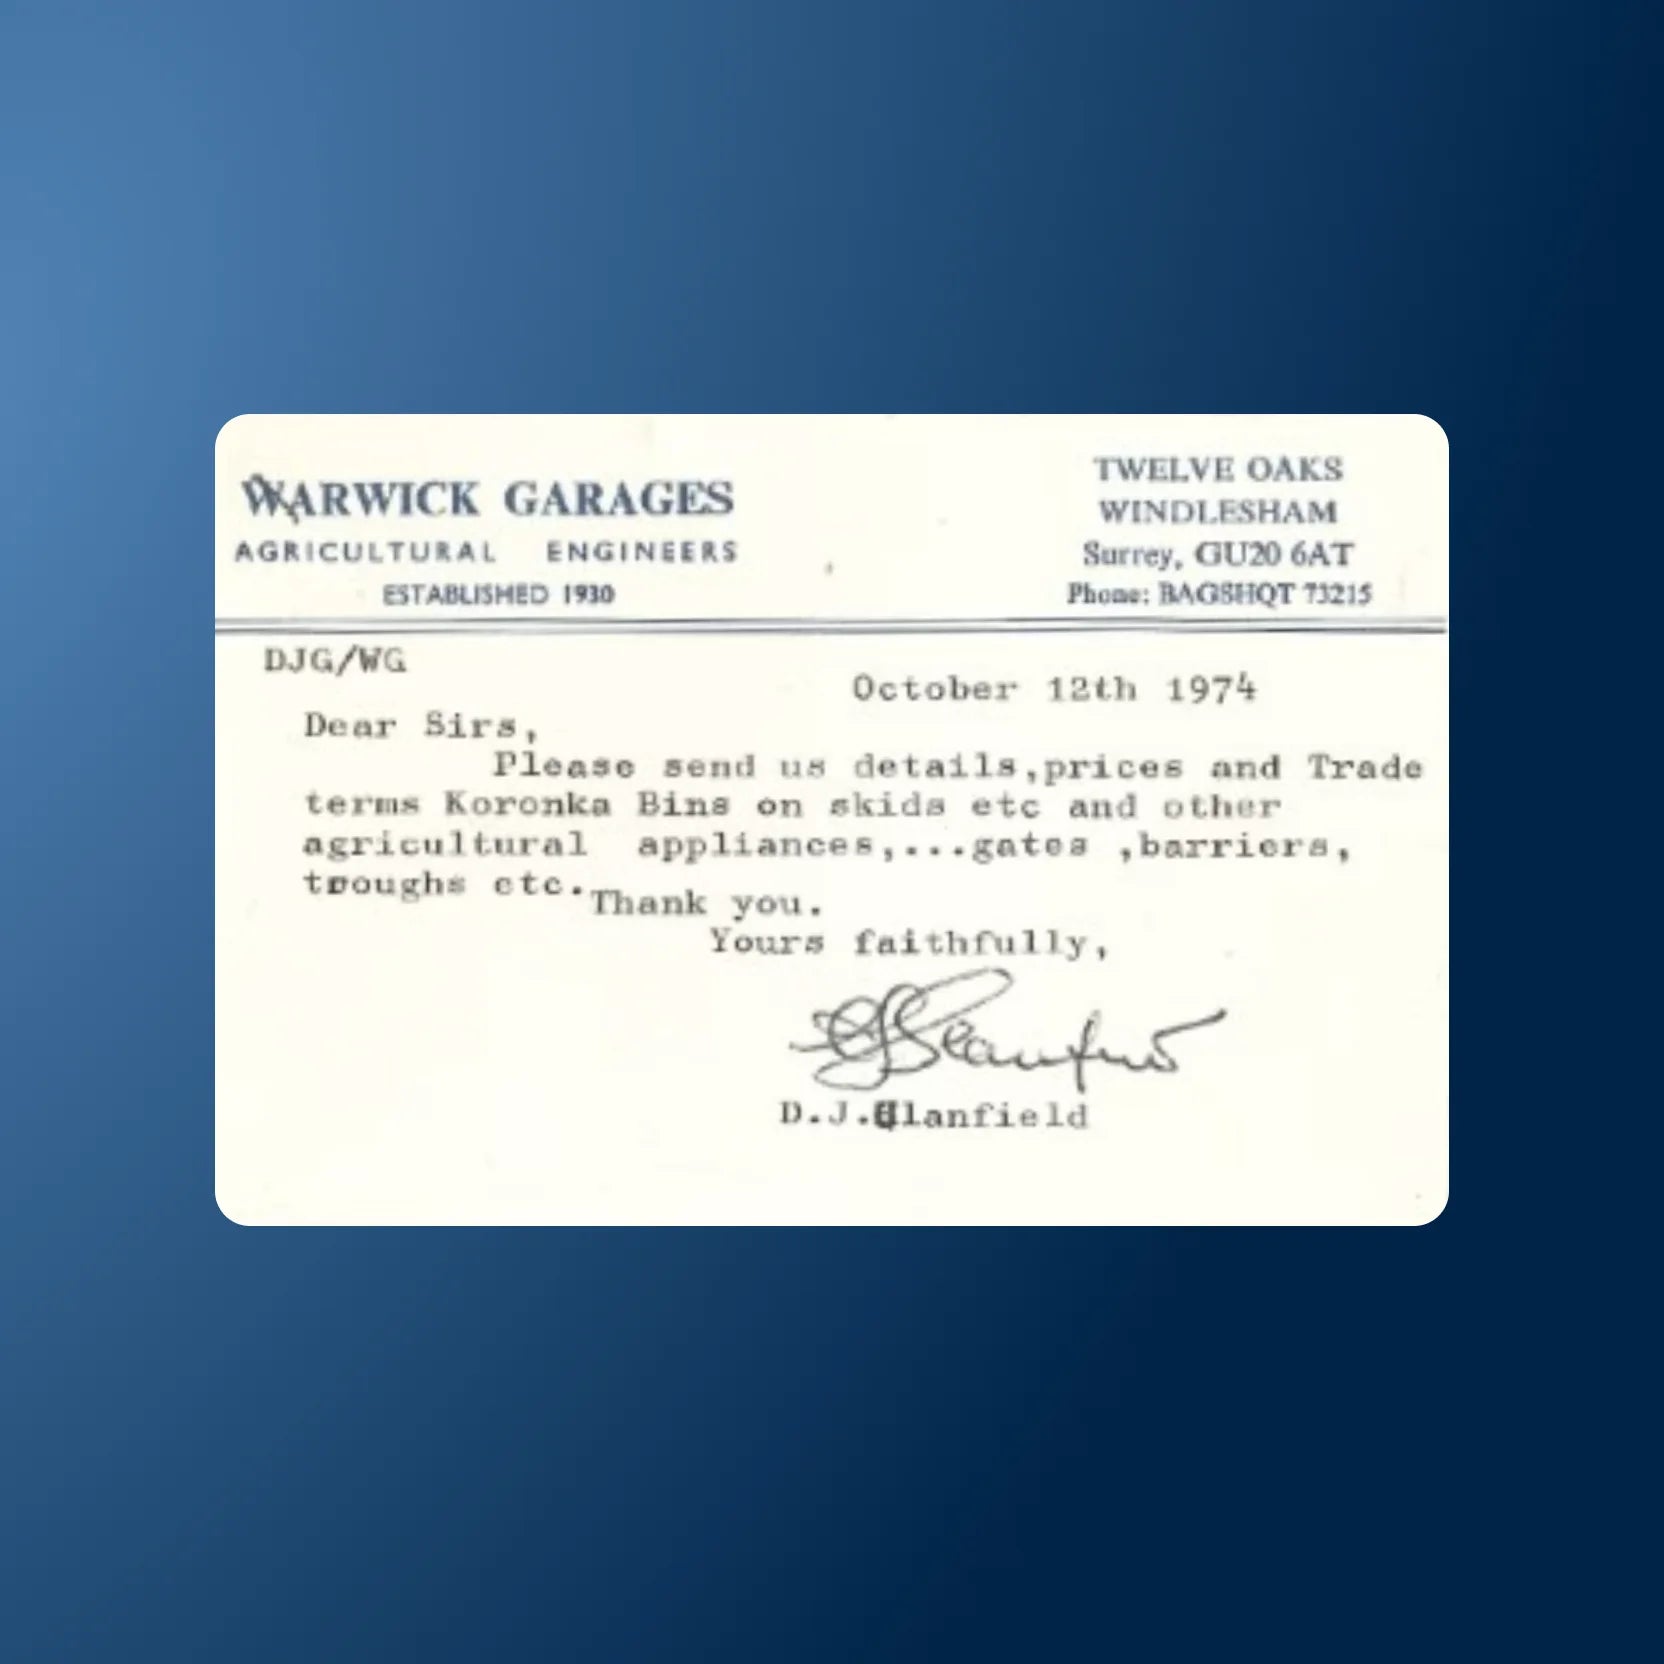 WARWICK GARAGES
AGRICULTURAL ENGINEERS
ESTABLISHED 1930
TWELVE OAKS
WINDLESHAM
Surrey, GU20 6AT
Phone: BAGSHOT 73215
DJG/WG
October 12th 1974
Dear Sirs,
Please send us details,prices and Trade
terms Koronka Bins on skids etc and other
agricultural appliances,...gates ,barriers,
troughs etc.
Thank you.
Yours faithfully,
D.J.